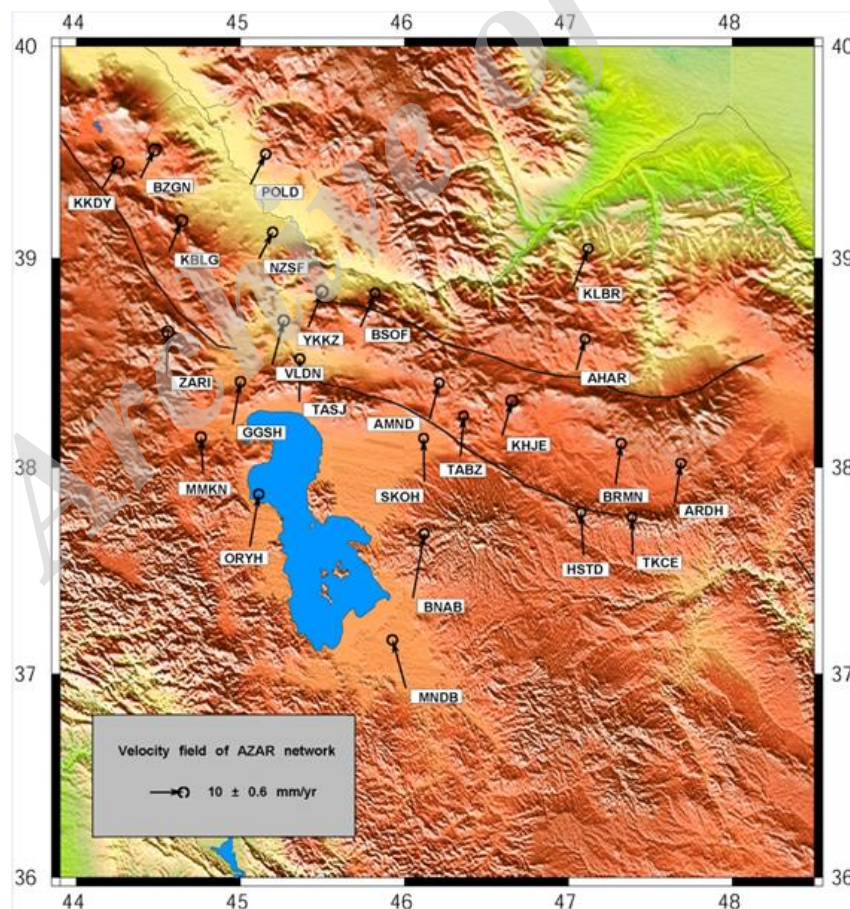 44 45 46 47 48
40 40
KKDY BZGN POLD
39 39
KBLG NZSF KLBR
YKKZ BSOF
ZARI VLDN AHAR
TASJ AMND
GGSH KHJE
38 38
MMKN SKOH TABZ BRMN ARDH
ORYH HSTD TKCE
BNAB
37 37
MNDB
Velocity field of AZAR network
10 ± 0.6 mm/yr
36 36
44 45 46 47 48
Archive of